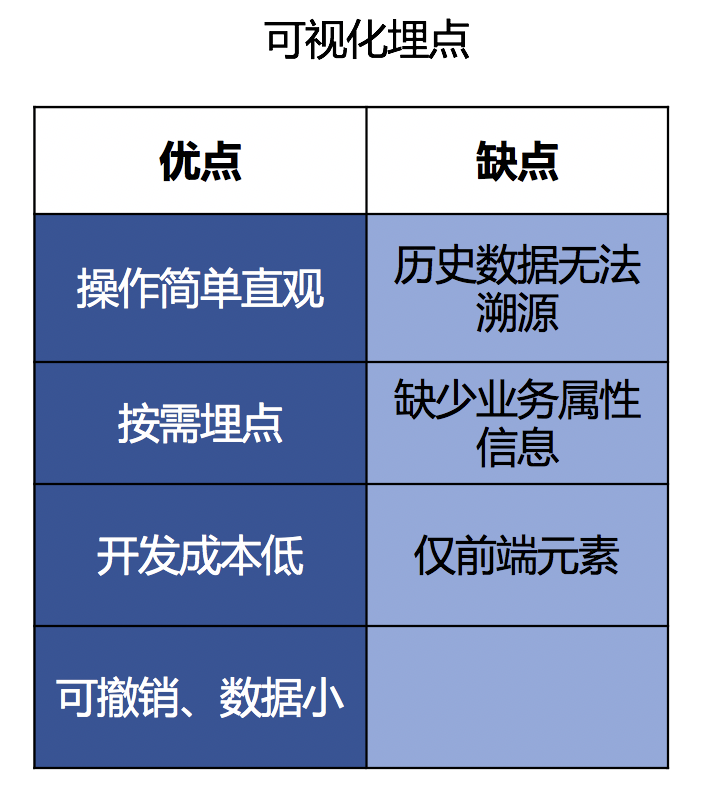 可视化埋点
优点
缺点
操作简单直观
历史数据无法
溯源
按需埋点
缺少业务属性
信息
开发成本低
仅前端元素
可撤销、数据小